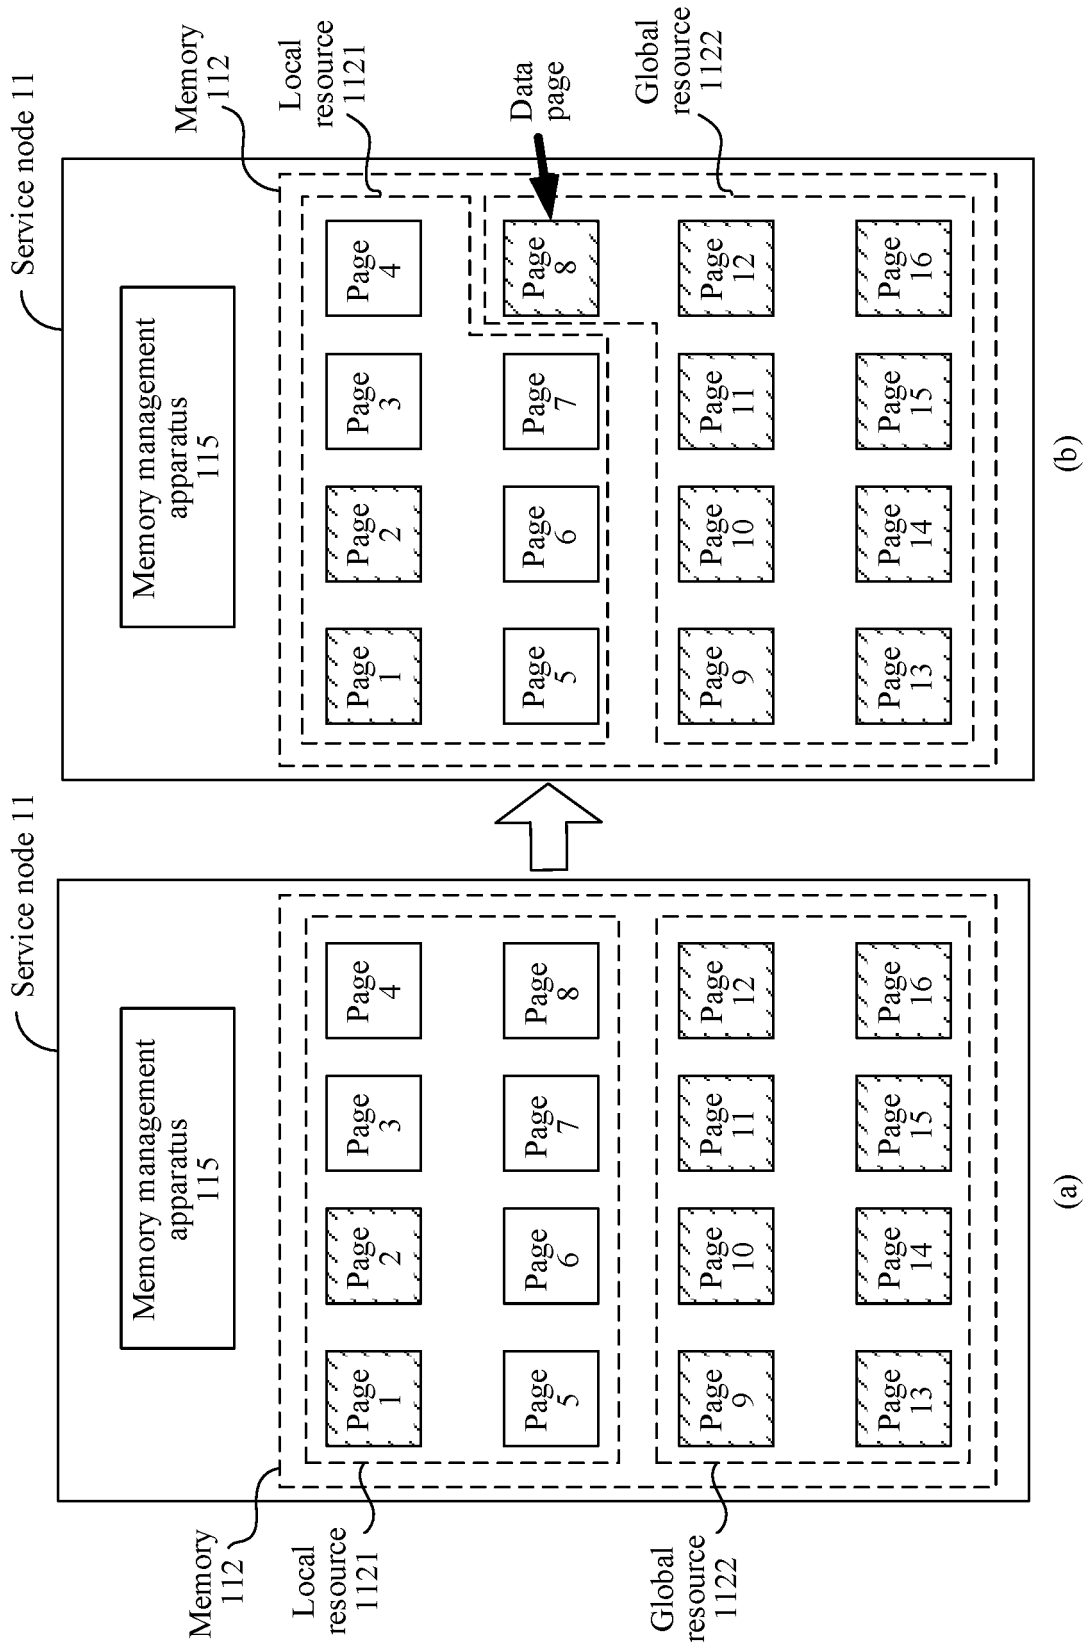 Service node 11
Memory management
apparatus
115
Memory
112
Local
resource
1121
Page
1
Page
2
Page
3
Page
4
Page
5
Page
6
Page
7
Page
8
Global
resource
1122
Page
9
Page
10
Page
11
Page
12
Page
13
Page
14
Page
15
Page
16
(a)
Service node 11
Memory management
apparatus
115
Memory
112
Local
resource
1121
Page
1
Page
2
Page
3
Page
4
Page
5
Page
6
Page
7
Page
8
Data
page
Global
resource
1122
Page
9
Page
10
Page
11
Page
12
Page
13
Page
14
Page
15
Page
16
(b)